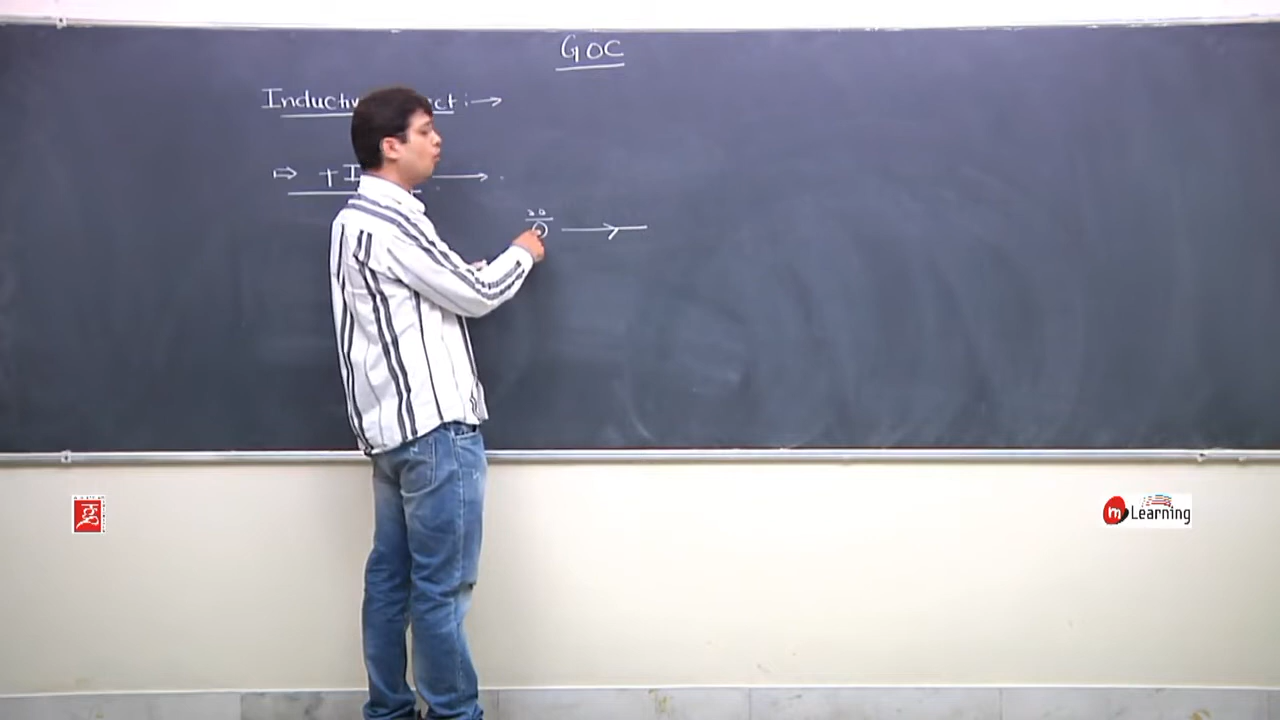 GOC
Inductiv ct :→
⇒ +I →
m Learning